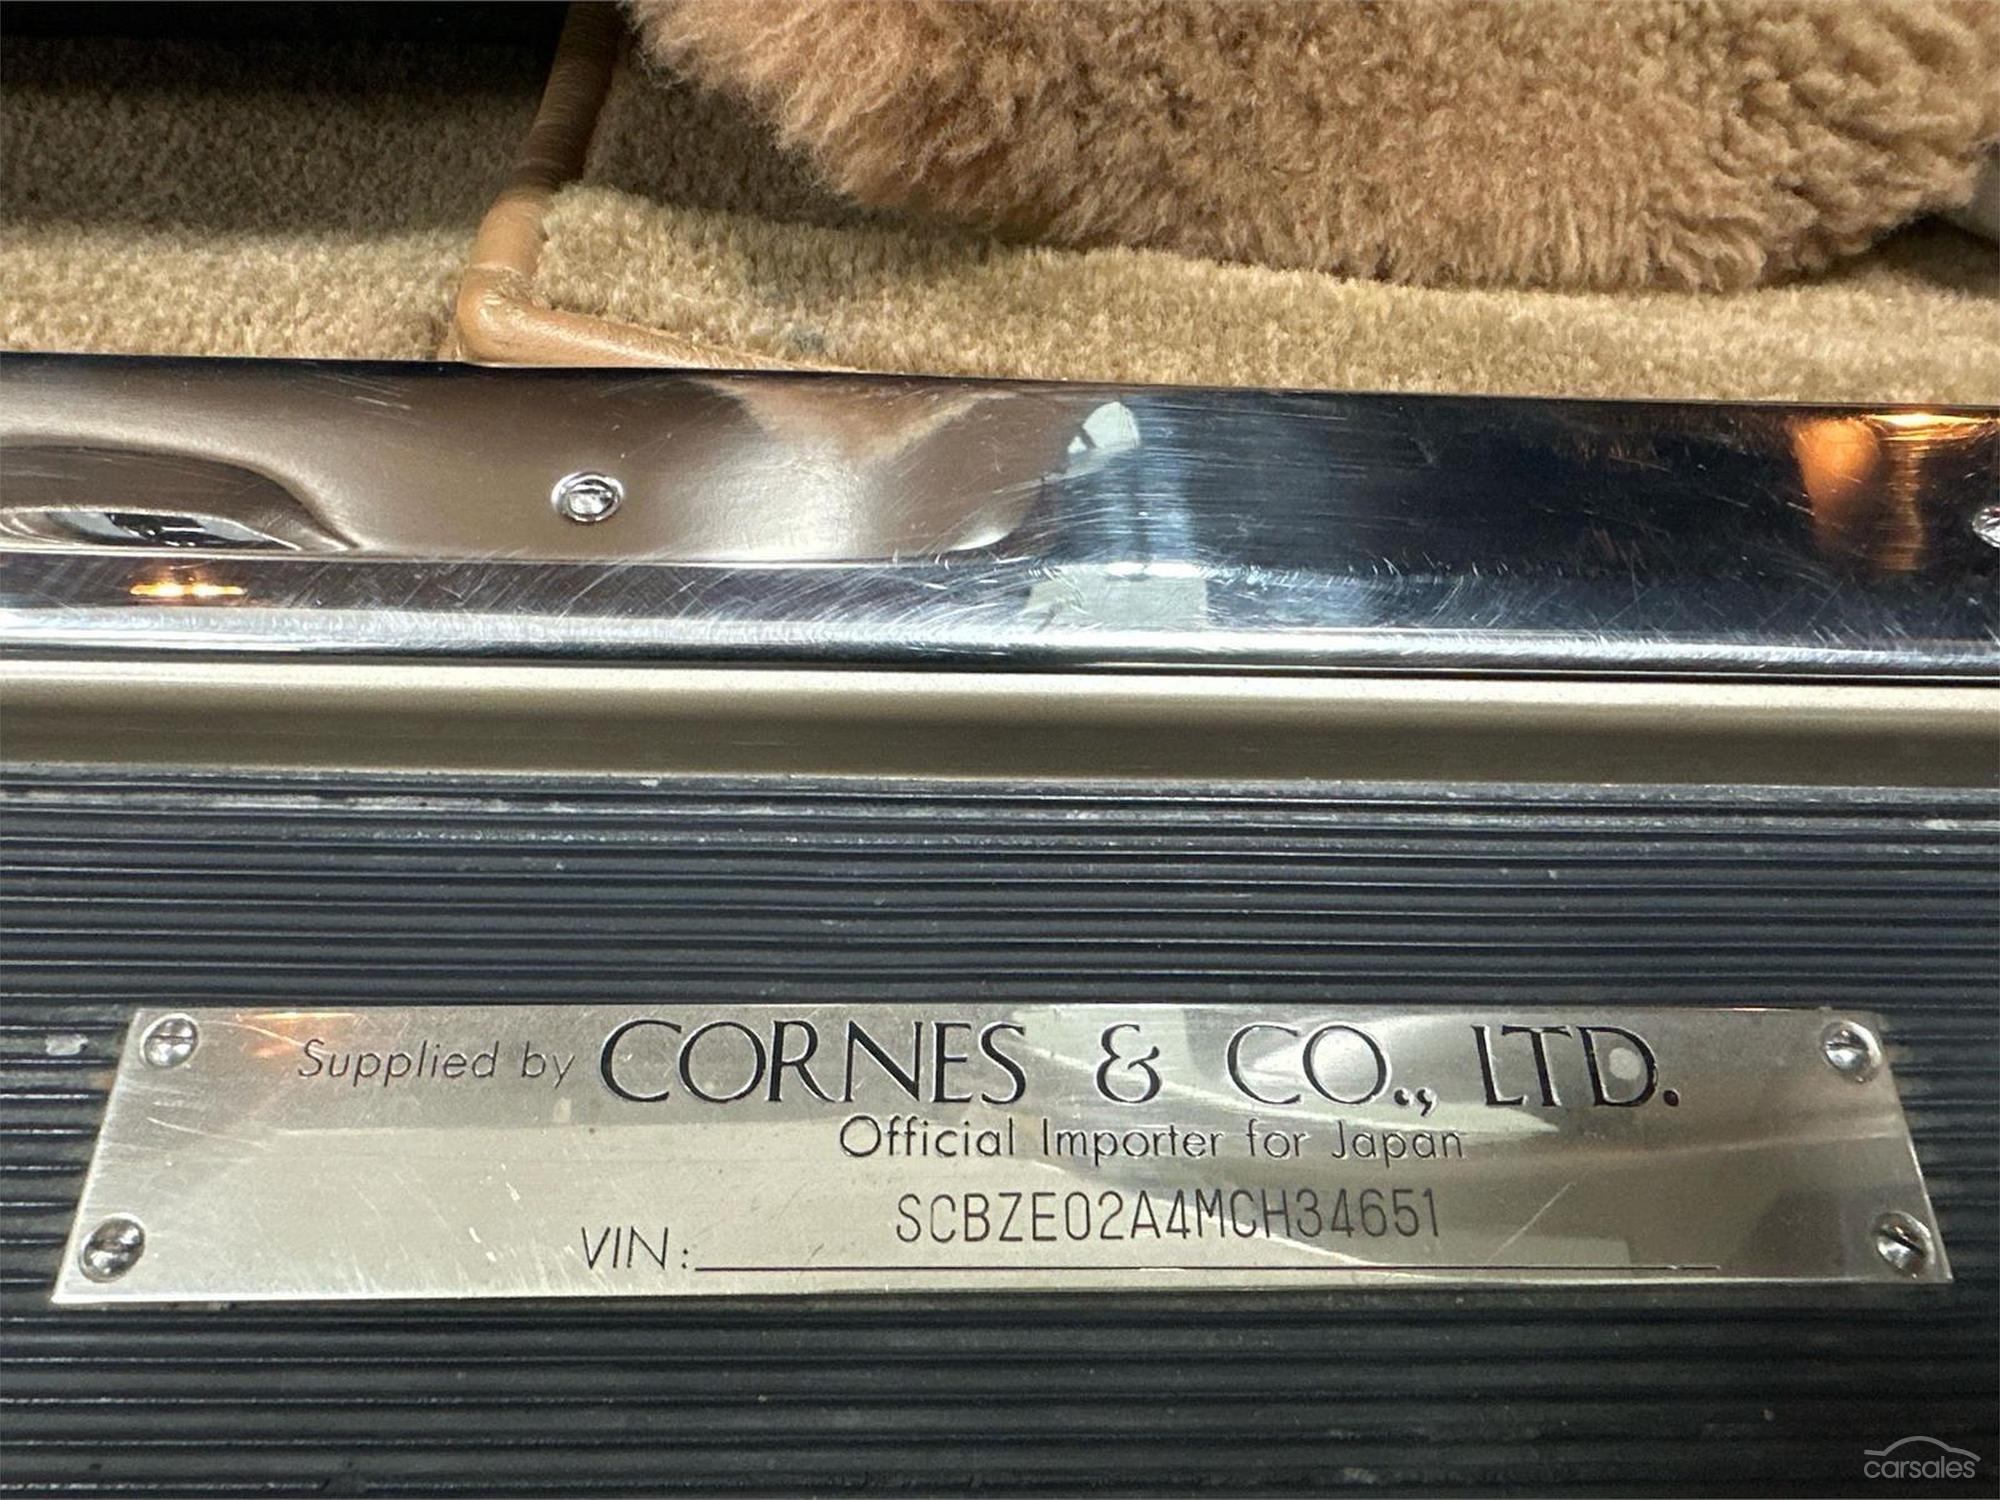 Supplied by CORNES & CO., LTD.
Official Importer for Japan
VIN: SCBZE02A4MCH34651
carsales